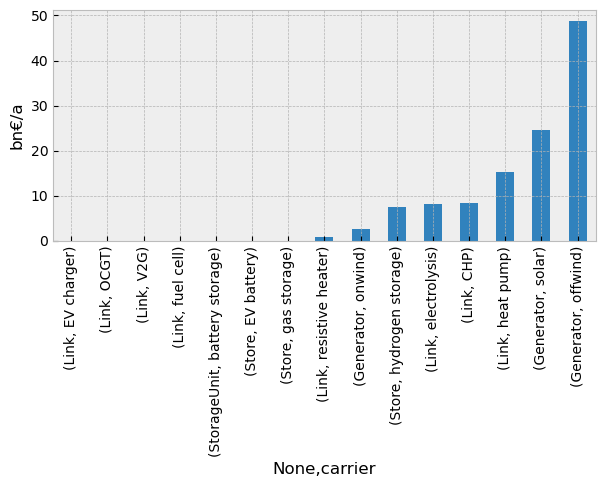 bn€/a
50
40
30
20
10
0
(Link, EV charger)
(Link, OCGT)
(Link, V2G)
(Link, fuel cell)
(StorageUnit, battery storage)
(Store, EV battery)
(Store, gas storage)
(Link, resistive heater)
(Generator, onwind)
(Store, hydrogen storage)
(Link, electrolysis)
(Link, CHP)
(Link, heat pump)
(Generator, solar)
(Generator, offwind)
None,carrier